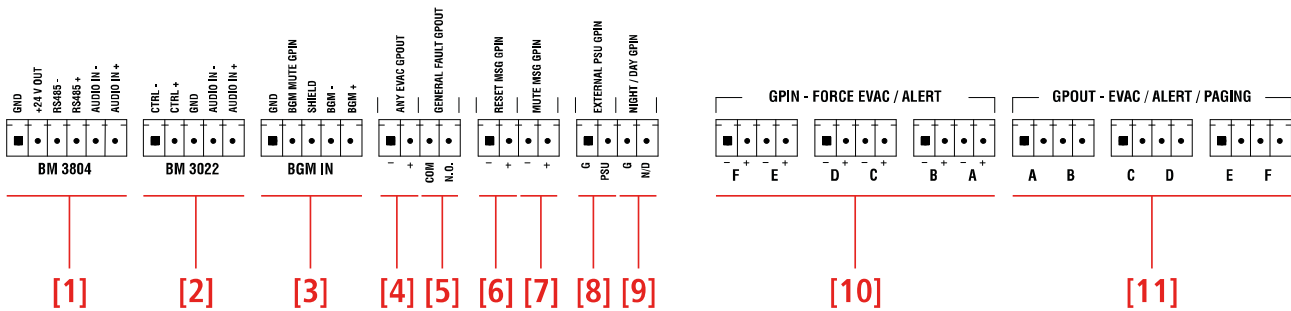 GND
+24 V OUT
RS485 -
RS485 +
AUDIO IN -
AUDIO IN +
BM 3804
[1]
CTRL -
CTRL +
GND
AUDIO IN -
AUDIO IN +
BM 3022
[2]
GND
BGM MUTE GPIN
SHIELD
BGM -
BGM +
BGM IN
[3]
ANY EVAC GPOUT
- +
[4]
GENERAL FAULT GPOUT
COM
N.O.
[5]
RESET MSG GPIN
- +
[6]
MUTE MSG GPIN
- +
[7]
EXTERNAL PSU GPIN
G
PSU
[8]
NIGHT / DAY GPIN
G
N/D
[9]
GPIN - FORCE EVAC / ALERT
- + - +
F E
- + - +
D C
- + - +
B A
[10]
GPOUT - EVAC / ALERT / PAGING
A B
C D
E F
[11]